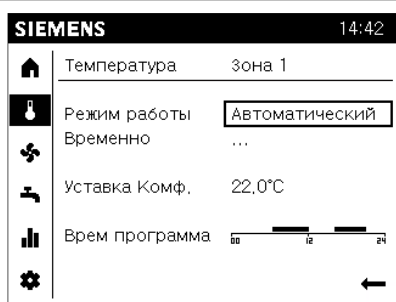 SIEMENS 14:42
Температура Зона 1
Режим работы Автоматический
Временно ...
Уставка Комф. 22,0°C
Врем программа 00 12 24